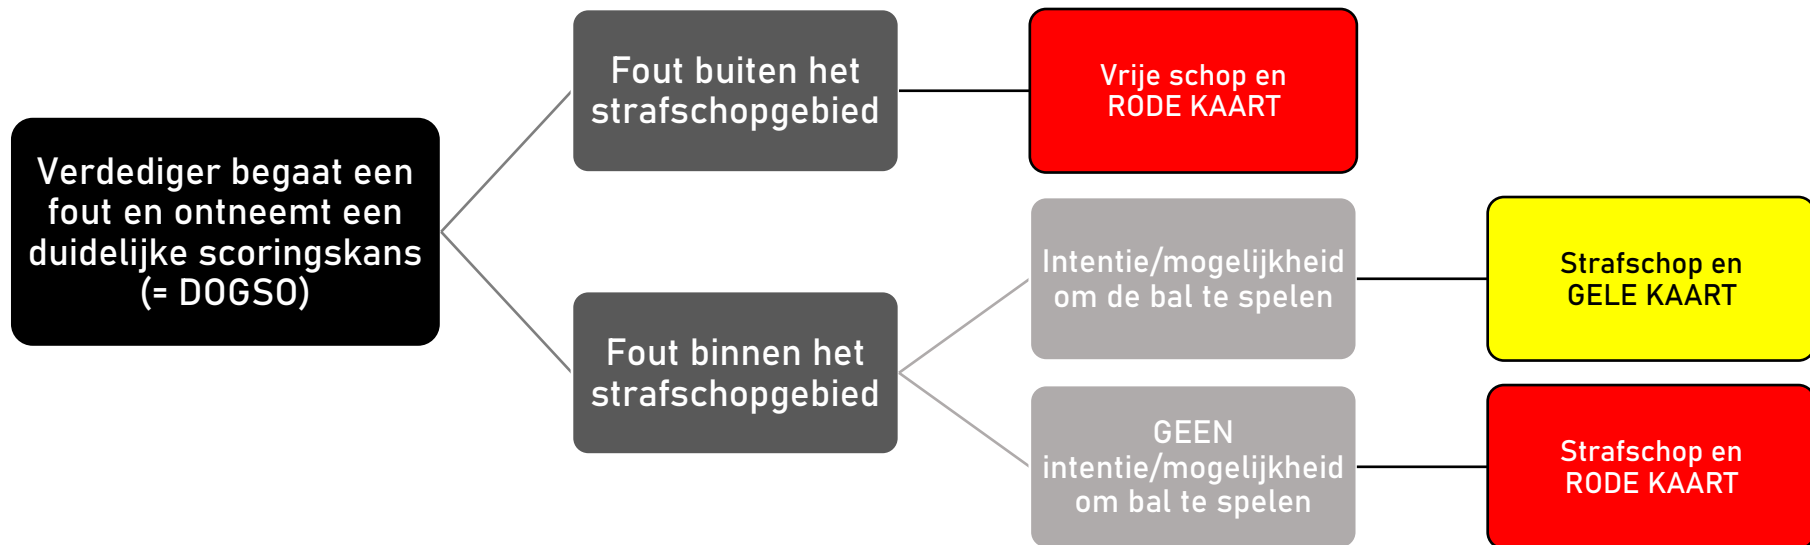 Verdediger begaat een
fout en ontneemt een
duidelijke scoringskans
(= DOGSO)
Fout buiten het
strafschopgebied
Vrije schop en
RODE KAART
Fout binnen het
strafschopgebied
Intentie/mogelijkheid
om de bal te spelen
Strafschop en
GELE KAART
GEEN
intentie/mogelijkheid
om bal te spelen
Strafschop en
RODE KAART